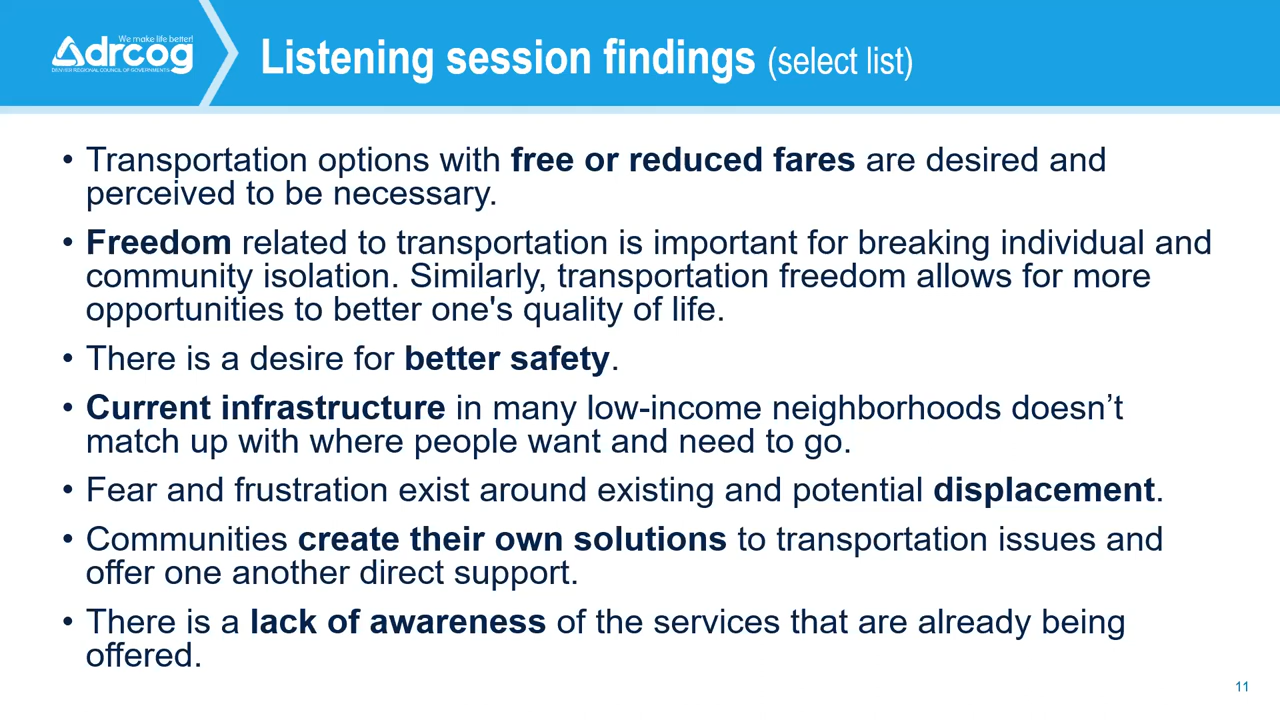 We make life better!
drcog
DENVER REGIONAL COUNCIL OF GOVERNMENTS
Listening session findings (select list)
• Transportation options with free or reduced fares are desired and
perceived to be necessary.
• Freedom related to transportation is important for breaking individual and
community isolation. Similarly, transportation freedom allows for more
opportunities to better one's quality of life.
• There is a desire for better safety.
• Current infrastructure in many low-income neighborhoods doesn’t
match up with where people want and need to go.
• Fear and frustration exist around existing and potential displacement.
• Communities create their own solutions to transportation issues and
offer one another direct support.
• There is a lack of awareness of the services that are already being
offered.
11